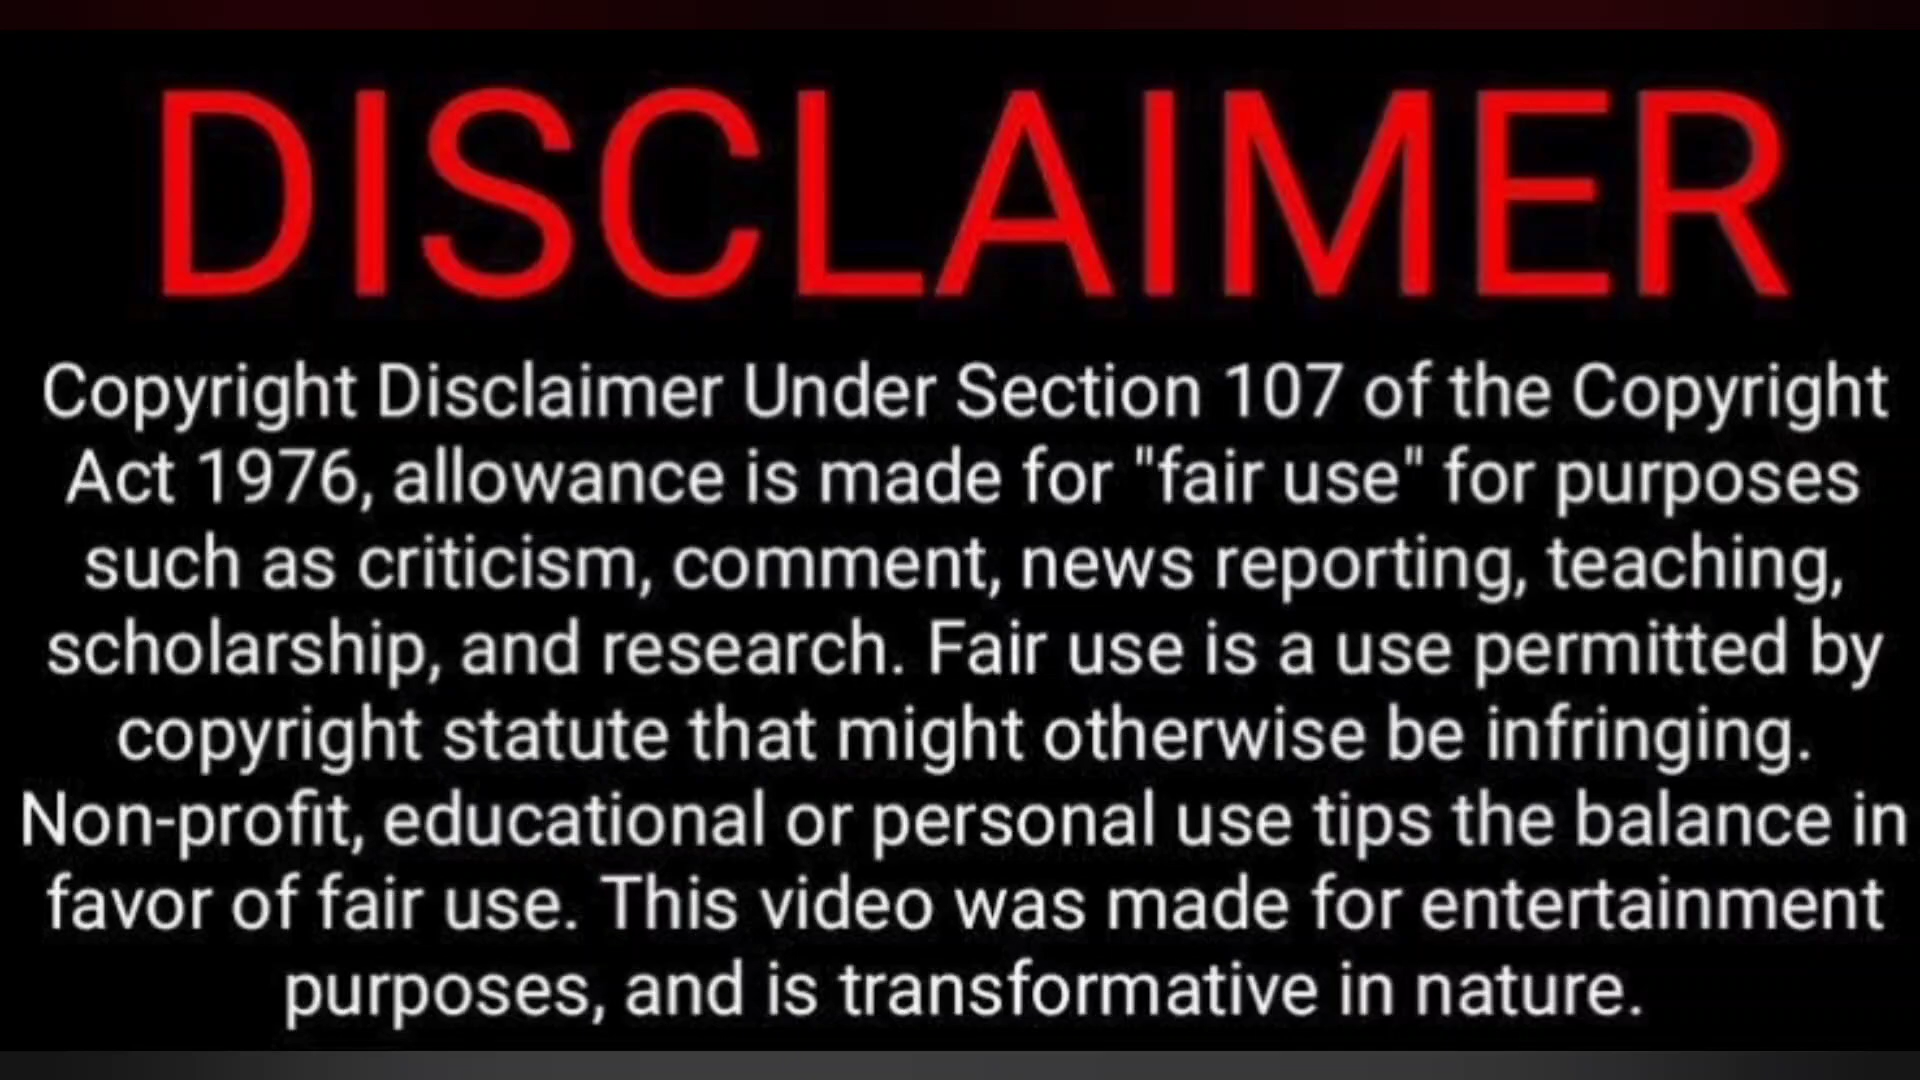 DISCLAIMER
Copyright Disclaimer Under Section 107 of the Copyright
Act 1976, allowance is made for "fair use" for purposes
such as criticism, comment, news reporting, teaching,
scholarship, and research. Fair use is a use permitted by
copyright statute that might otherwise be infringing.
Non-profit, educational or personal use tips the balance in
favor of fair use. This video was made for entertainment
purposes, and is transformative in nature.